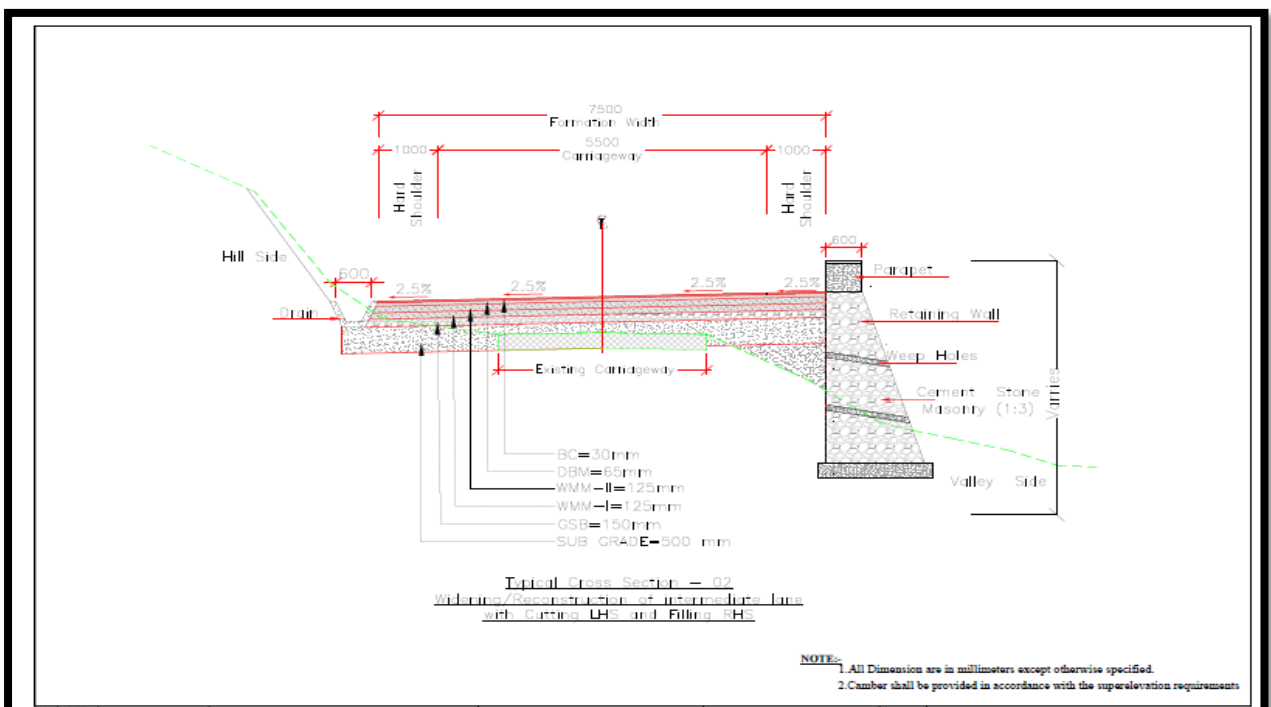 7500
Formation Width
5500
1000
Carriageway
1000
Hard
Shoulder
Hard
Shoulder
℄
600
Hill Side
Parapet
600
2.5%
2.5%
2.5%
2.5%
Drain
Retaining Wall
Weep Holes
Existing Carriageway
Cement Stone
Masonry (1:3)
Varries
BC=30mm
DBM=65mm
WMM-II=125mm
WMM-I=125mm
GSB=150mm
SUB GRADE=500 mm
Valley Side
Typical Cross Section - 02
Widening/Reconstruction of intermediate lane
with Cutting LHS and Filling RHS
NOTE:-
1.All Dimension are in millimeters except otherwise specified.
2.Camber shall be provided in accordance with the superelevation requirements